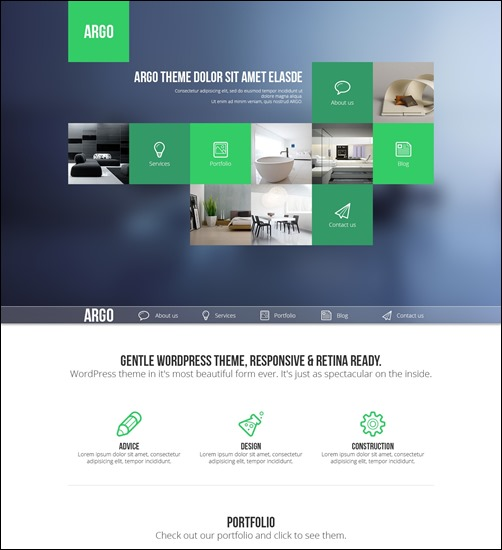 ARGO
ARGO THEME DOLOR SIT AMET ELASDE
Consectetur adipisicing elit, sed do eiusmod tempor incididunt ut
dolore magna aliqua.
Ut enim ad minim veniam, quis nostrud ARGO.
About us
Services
Portfolio
Blog
Contact us
ARGO
About us
Services
Portfolio
Blog
Contact us
GENTLE WORDPRESS THEME, RESPONSIVE & RETINA READY.
WordPress theme in it's most beautiful form ever. It's just as spectacular on the inside.
ADVICE
Lorem ipsum dolor sit amet, consectetur
adipisicing elit, tempor incididunt.
DESIGN
Lorem ipsum dolor sit amet, consectetur
adipisicing elit, tempor incididunt.
CONSTRUCTION
Lorem ipsum dolor sit amet, consectetur
adipisicing elit, tempor incididunt.
PORTFOLIO
Check out our portfolio and click to see them.